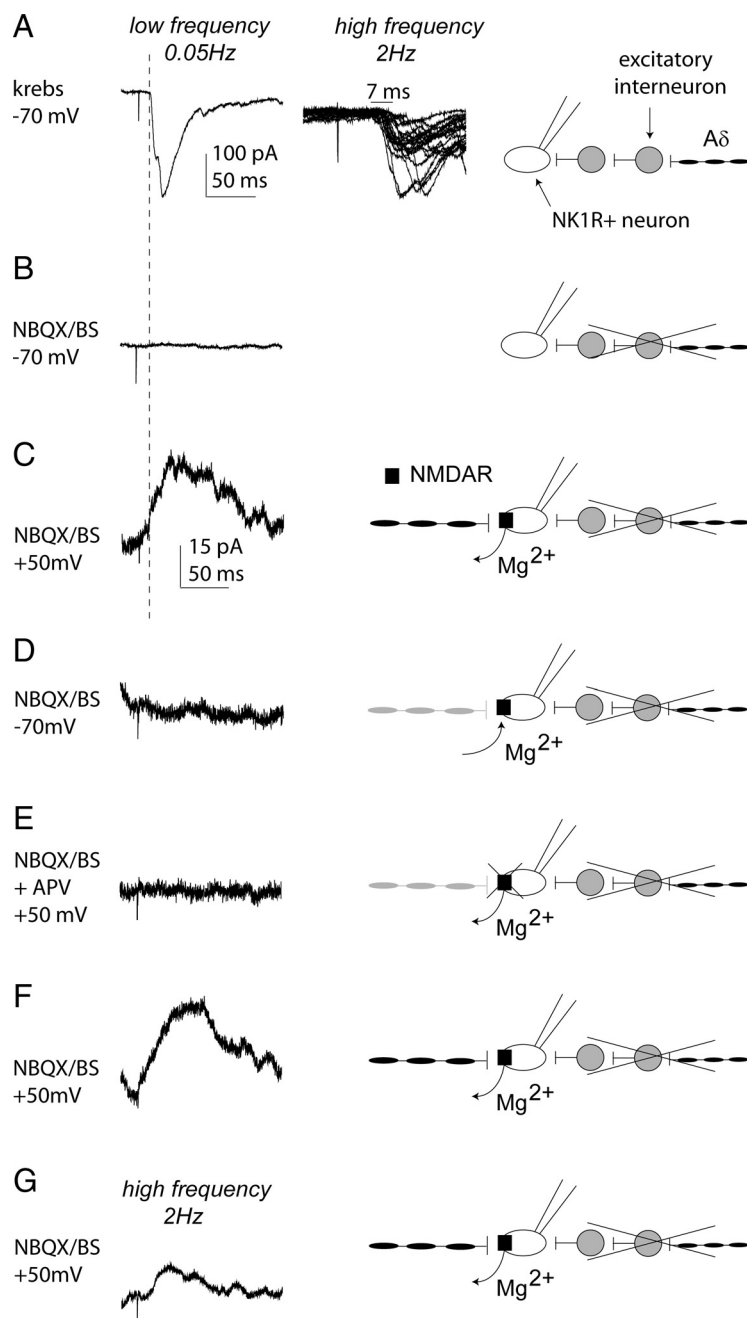 A
low frequency
0.05Hz
high frequency
2Hz
krebs
-70 mV
7 ms
100 pA
50 ms
excitatory
interneuron
Aδ
NK1R+ neuron
B
NBQX/BS
-70 mV
C
NMDAR
NBQX/BS
+50mV
15 pA
50 ms
Mg2+
D
NBQX/BS
-70mV
Mg2+
E
NBQX/BS
+ APV
+50 mV
Mg2+
F
NBQX/BS
+50mV
Mg2+
G
high frequency
2Hz
NBQX/BS
+50mV
Mg2+